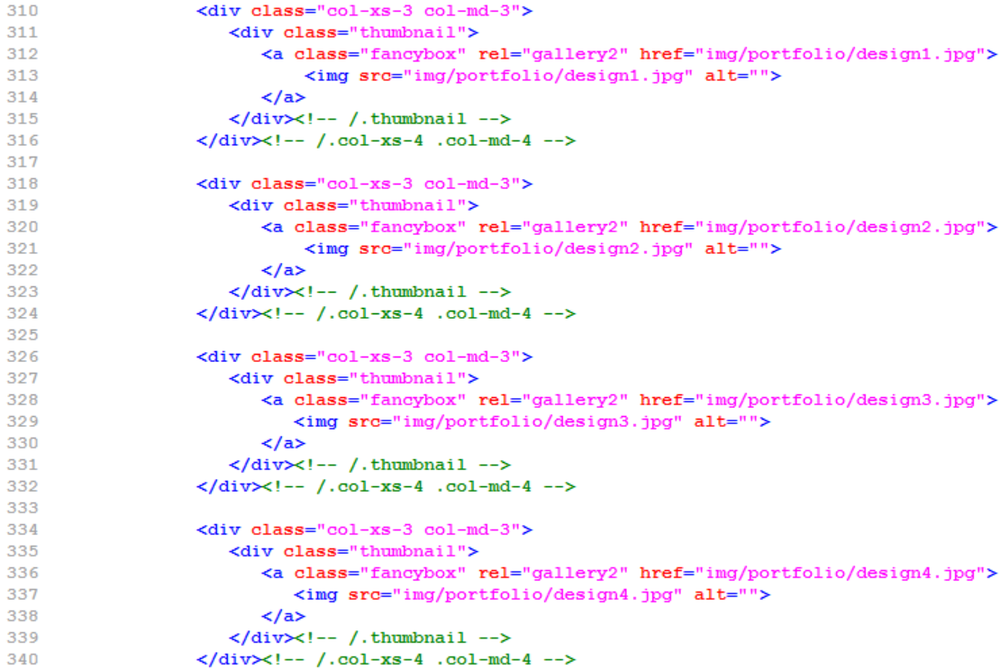 310 <div class="col-xs-3 col-md-3">
311 <div class="thumbnail">
312 <a class="fancybox" rel="gallery2" href="img/portfolio/design1.jpg">
313 <img src="img/portfolio/design1.jpg" alt="">
314 </a>
315 </div><!-- /.thumbnail -->
316 </div><!-- /.col-xs-4 .col-md-4 -->
317
318 <div class="col-xs-3 col-md-3">
319 <div class="thumbnail">
320 <a class="fancybox" rel="gallery2" href="img/portfolio/design2.jpg">
321 <img src="img/portfolio/design2.jpg" alt="">
322 </a>
323 </div><!-- /.thumbnail -->
324 </div><!-- /.col-xs-4 .col-md-4 -->
325
326 <div class="col-xs-3 col-md-3">
327 <div class="thumbnail">
328 <a class="fancybox" rel="gallery2" href="img/portfolio/design3.jpg">
329 <img src="img/portfolio/design3.jpg" alt="">
330 </a>
331 </div><!-- /.thumbnail -->
332 </div><!-- /.col-xs-4 .col-md-4 -->
333
334 <div class="col-xs-3 col-md-3">
335 <div class="thumbnail">
336 <a class="fancybox" rel="gallery2" href="img/portfolio/design4.jpg">
337 <img src="img/portfolio/design4.jpg" alt="">
338 </a>
339 </div><!-- /.thumbnail -->
340 </div><!-- /.col-xs-4 .col-md-4 -->